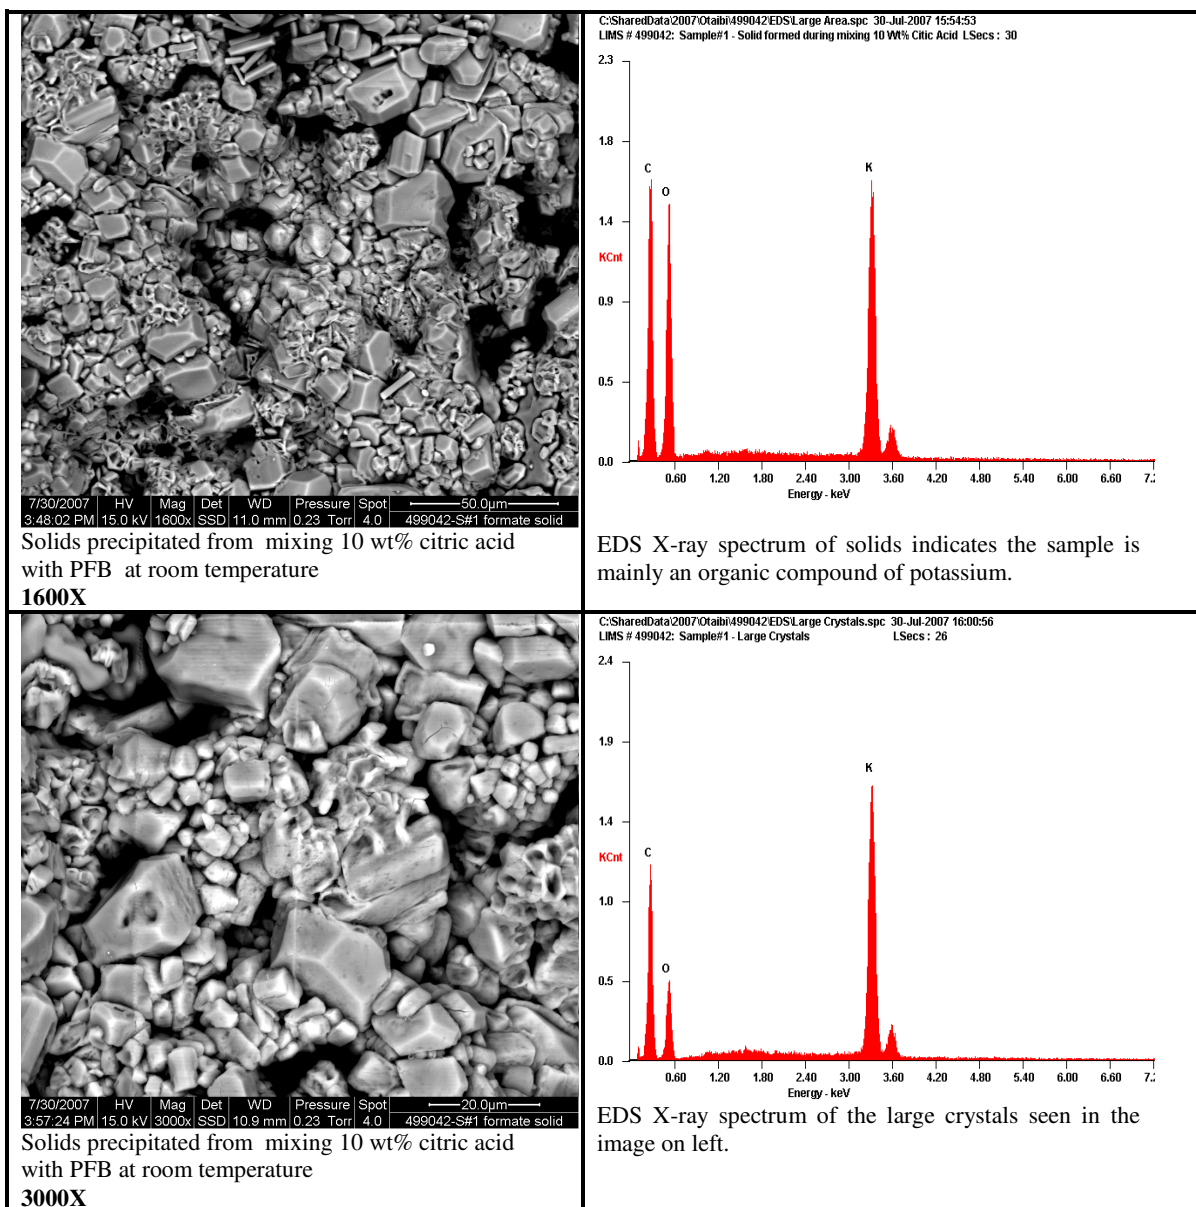 7/30/2007 HV Mag Det WD Pressure Spot 50.0µm
3:48:02 PM 15.0 kV 1600x SSD 11.0 mm 0.23 Torr 4.0 499042-S#1 formate solid
Solids precipitated from mixing 10 wt% citric acid
with PFB at room temperature
1600X
C:\SharedData\2007\Otaibi\499042\EDS\Large Area.spc 30-Jul-2007 15:54:53
LIMS # 499042: Sample#1 - Solid formed during mixing 10 Wt% Citic Acid LSecs : 30
2.3
1.8
1.4
KCnt
0.9
0.5
0.0
C
O
K
0.60 1.20 1.80 2.40 3.00 3.60 4.20 4.80 5.40 6.00 6.60 7.2
Energy - keV
EDS X-ray spectrum of solids indicates the sample is
mainly an organic compound of potassium.
7/30/2007 HV Mag Det WD Pressure Spot 20.0µm
3:57:24 PM 15.0 kV 3000x SSD 10.9 mm 0.23 Torr 4.0 499042-S#1 formate solid
Solids precipitated from mixing 10 wt% citric acid
with PFB at room temperature
3000X
C:\SharedData\2007\Otaibi\499042\EDS\Large Crystals.spc 30-Jul-2007 16:00:56
LIMS # 499042: Sample#1 - Large Crystals LSecs : 26
2.4
1.9
1.4
KCnt
1.0
0.5
0.0
C
O
K
0.60 1.20 1.80 2.40 3.00 3.60 4.20 4.80 5.40 6.00 6.60 7.2
Energy - keV
EDS X-ray spectrum of the large crystals seen in the
image on left.